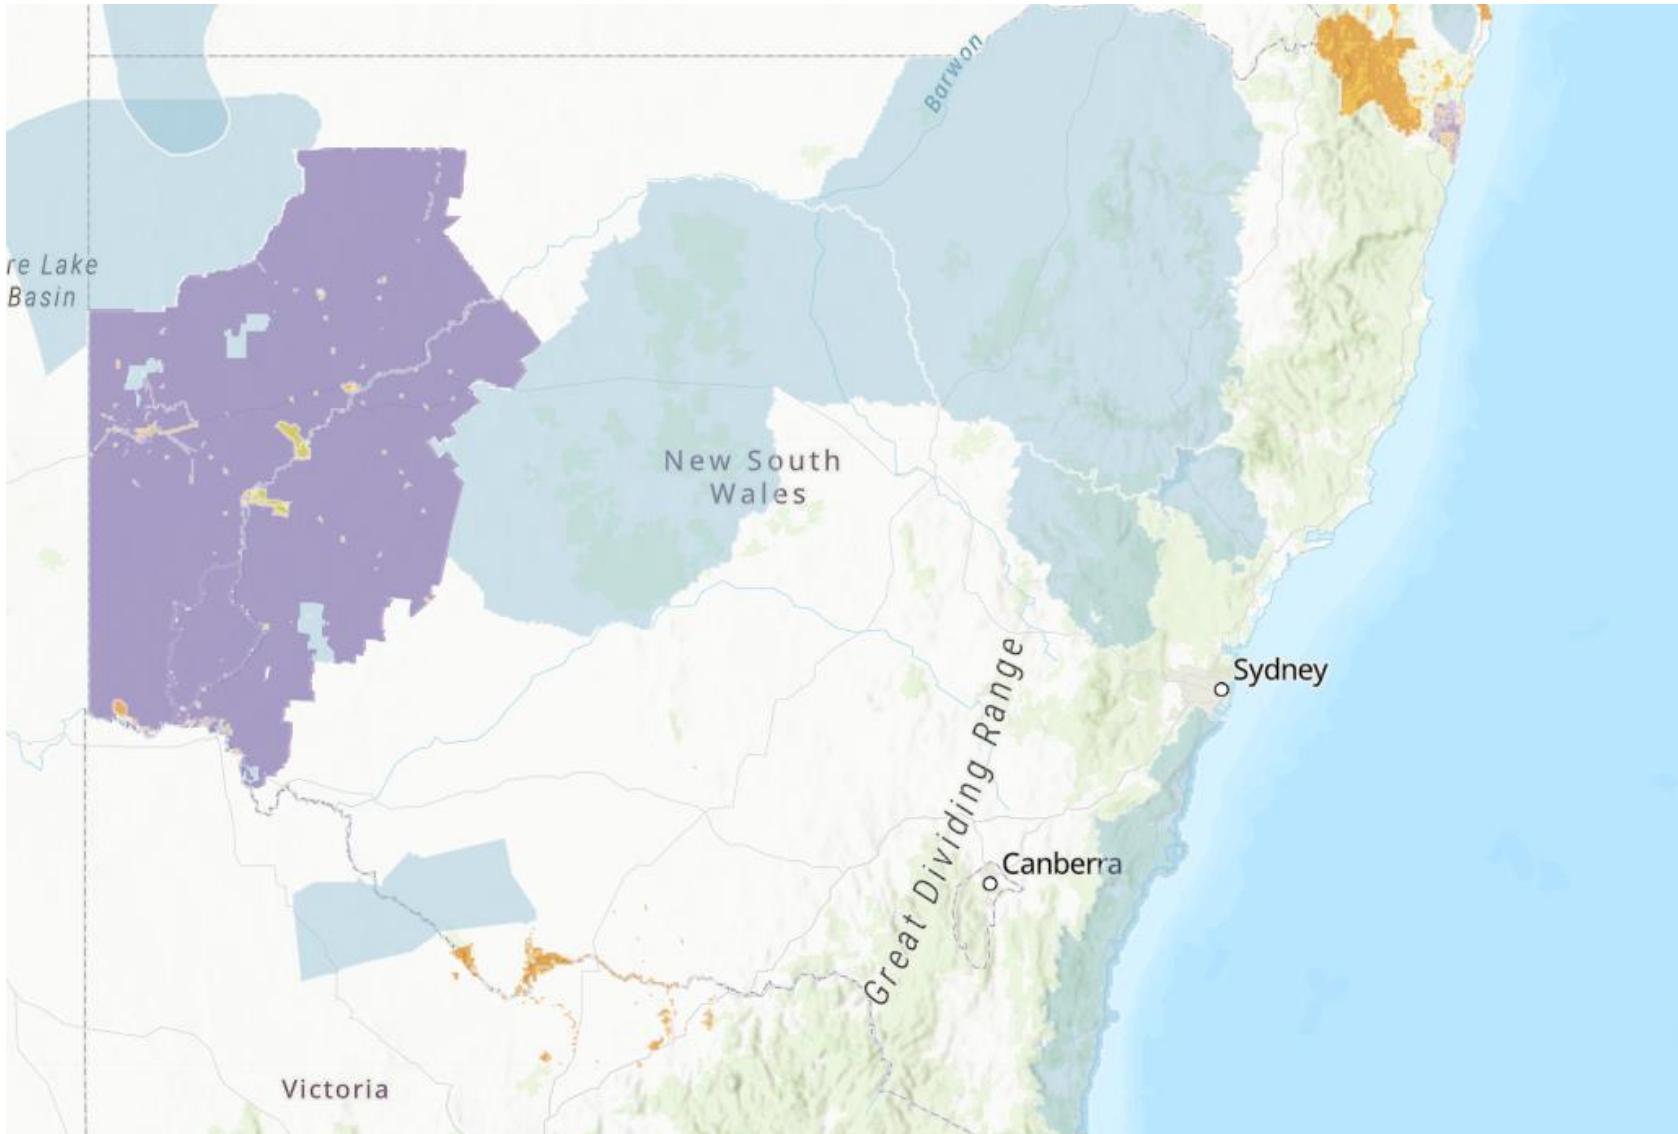 Barwon
re Lake
Basin
New South
Wales
Sydney
Great Dividing Range
Canberra
Victoria